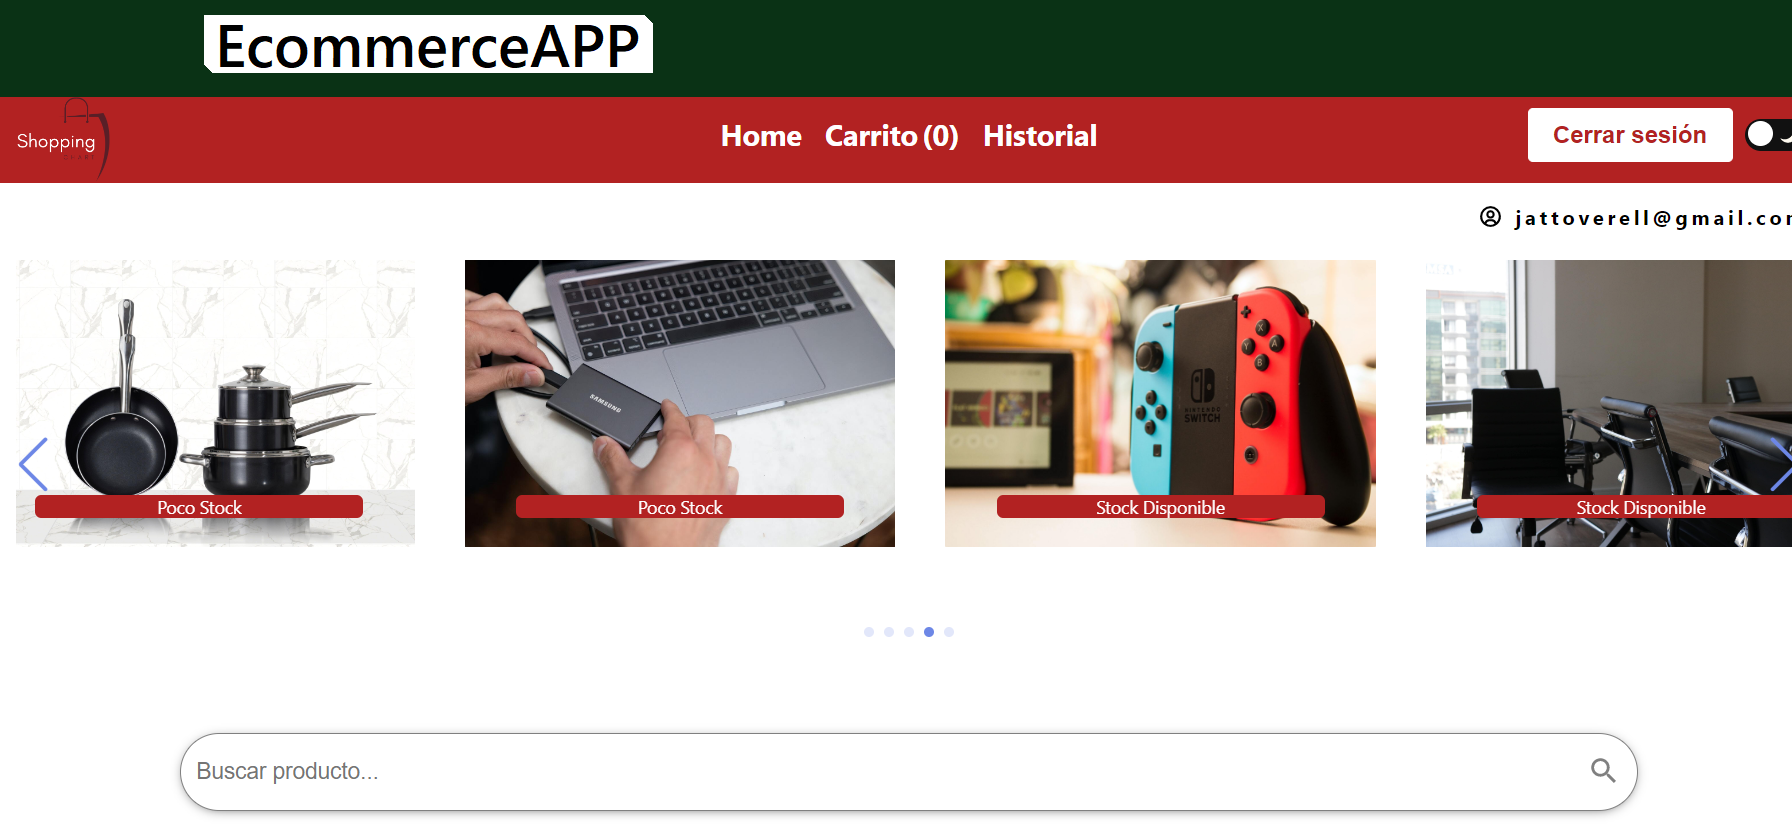 EcommerceAPP
Shopping
Home Carrito (0) Historial
Cerrar sesión
jattoverell@gmail.co
SAMSUNG
NINTENDO
SWITCH
X
Y A
B
Poco Stock
Poco Stock
Stock Disponible
Stock Disponible
Buscar producto...